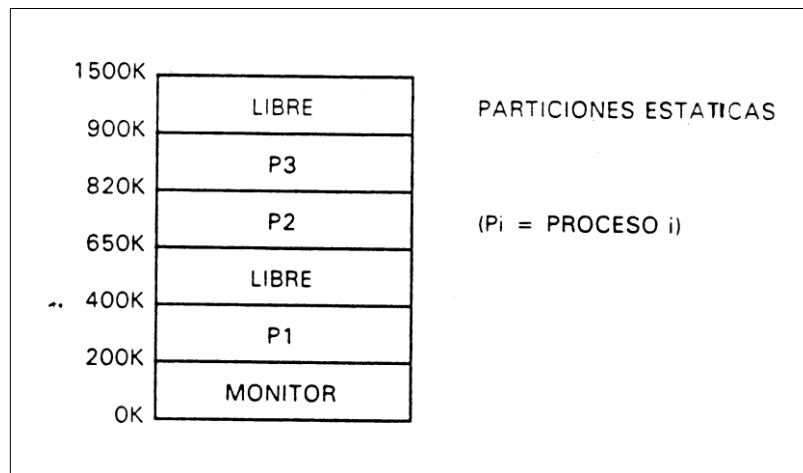 1500K
LIBRE
PARTICIONES ESTATICAS
900K
P3
820K
P2
(Pi = PROCESO i)
650K
LIBRE
400K
P1
200K
MONITOR
0K